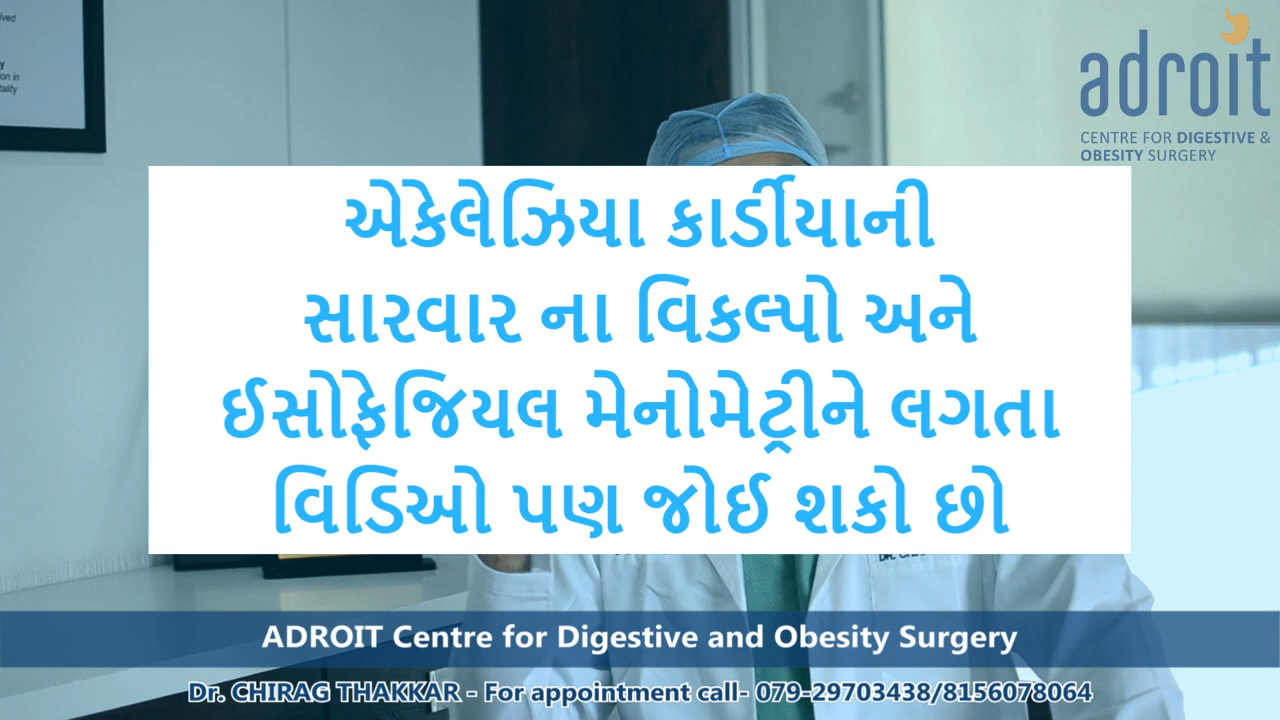 adroit
CENTRE FOR DIGESTIVE &
OBESITY SURGERY
એકેલેઝિયા કાર્ડીયાની
સારવાર ના વિકલ્પો અને
ઈસોફેજિયલ મેનોમેટ્રીને લગતા
વિડિઓ પણ જોઈ શકો છો
ADROIT Centre for Digestive and Obesity Surgery
Dr. CHIRAG THAKKAR - For appointment call- 079-29703438/8156078064